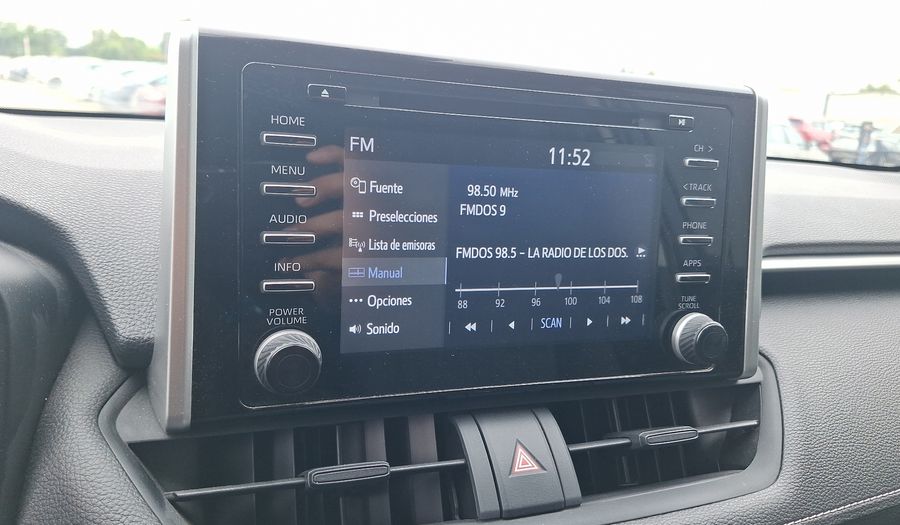 HOME
MENU
AUDIO
INFO
POWER
VOLUME
FM
11:52
Fuente
Preselecciones
Lista de emisoras
Manual
Opciones
Sonido
98.50 MHz
FMDOS 9
FMDOS 98.5 - LA RADIO DE LOS DOS.
88 92 96 100 104 108
SCAN
CH >
< TRACK
PHONE
APPS
TUNE
SCROLL